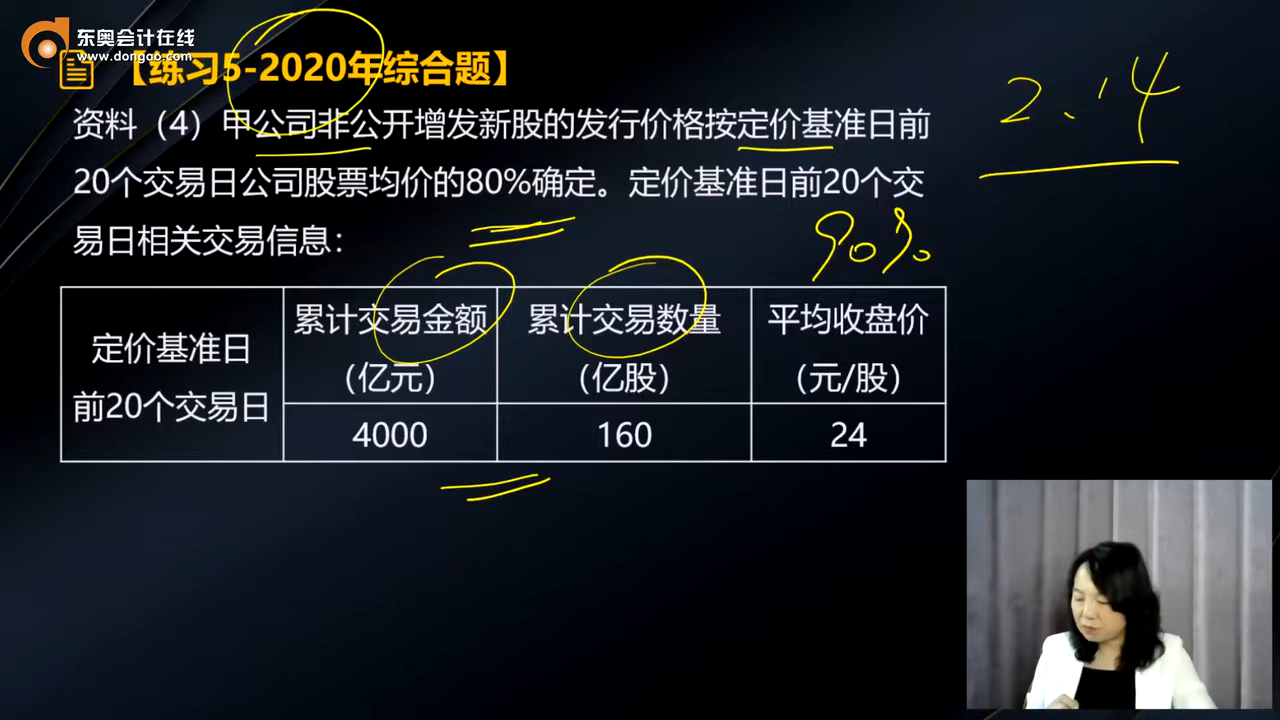 东奥会计在线
www.dongao.com
【练习5-2020年综合题】
2.14
资料（4）甲公司非公开增发新股的发行价格按定价基准日前
20个交易日公司股票均价的80%确定。定价基准日前20个交
易日相关交易信息：
90%
定价基准日
前20个交易日
累计交易金额
（亿元）
累计交易数量
（亿股）
平均收盘价
（元/股）
4000
160
24